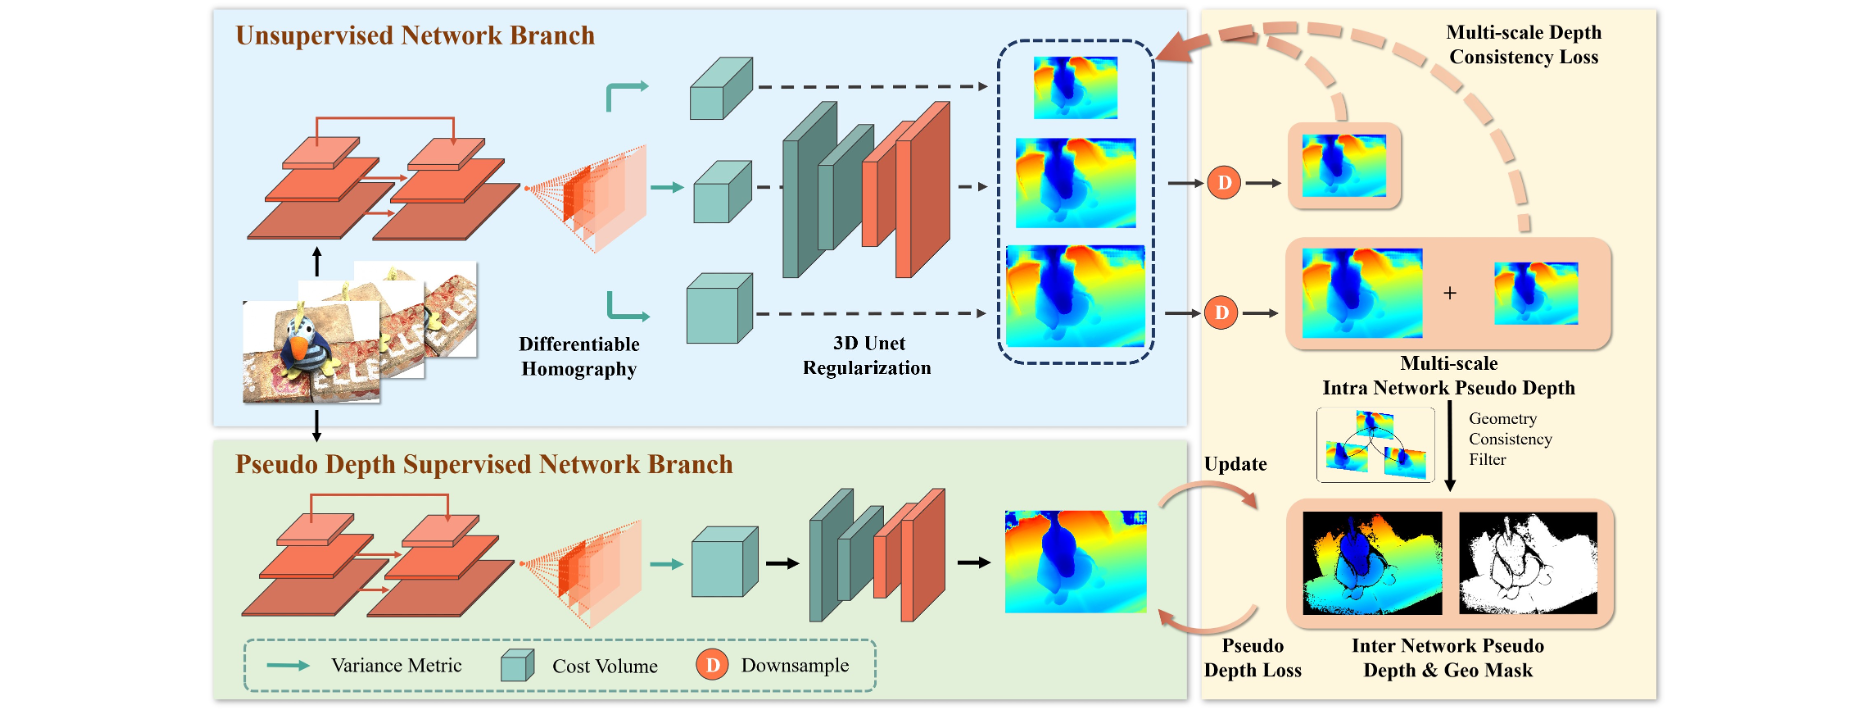 Unsupervised Network Branch
Multi-scale Depth
Consistency Loss
D
D
+
Differentiable
Homography
3D Unet
Regularization
Multi-scale
Intra Network Pseudo Depth
Geometry
Consistency
Filter
Pseudo Depth Supervised Network Branch
Update
Pseudo
Depth Loss
Inter Network Pseudo
Depth & Geo Mask
Variance Metric
Cost Volume
D
Downsample